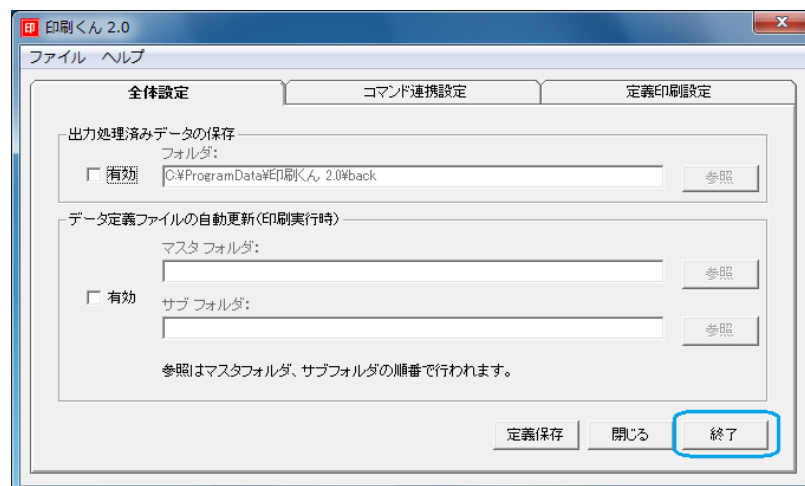 印 印刷くん 2.0
ファイル ヘルプ
全体設定 コマンド連携設定 定義印刷設定
出力処理済みデータの保存
フォルダ:
有効 C:¥ProgramData¥印刷くん 2.0¥back 参照
データ定義ファイルの自動更新(印刷実行時)
マスタ フォルダ:
参照
有効
サブ フォルダ:
参照
参照はマスタフォルダ、サブフォルダの順番で行われます。
定義保存 閉じる 終了